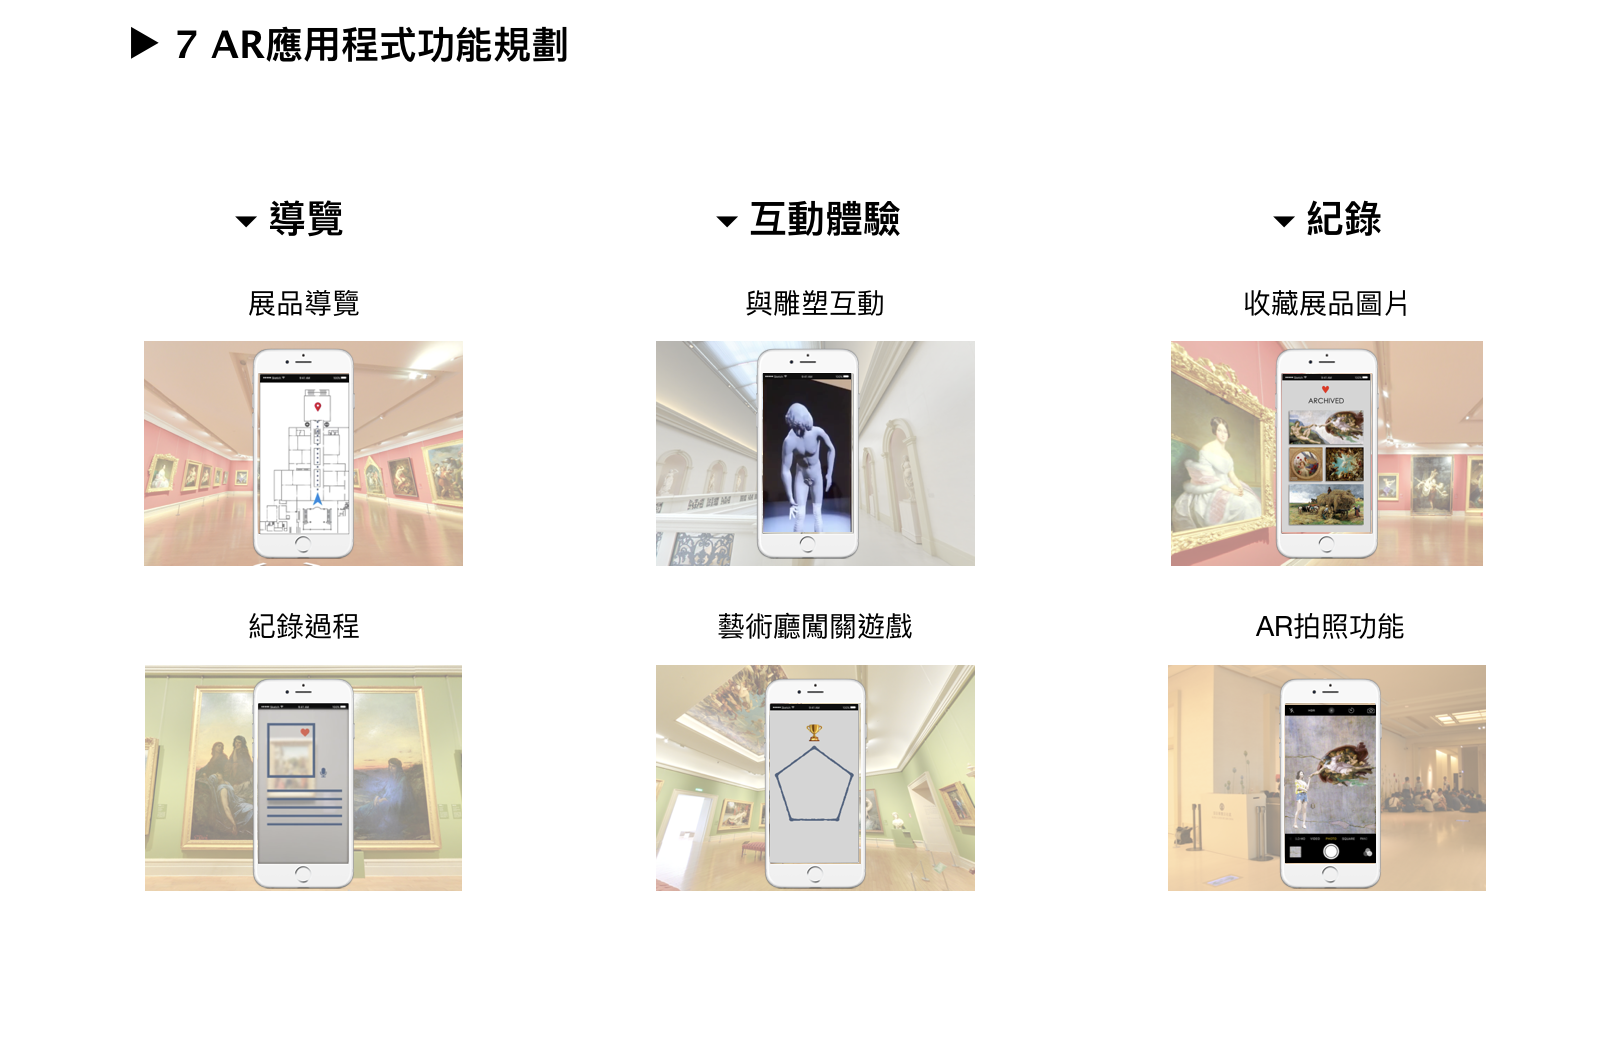 ▶ 7 AR應用程式功能規劃
導覽
互動體驗
紀錄
展品導覽
與雕塑互動
收藏展品圖片
ARCHIVED
紀錄過程
藝術廳闖關遊戲
AR拍照功能